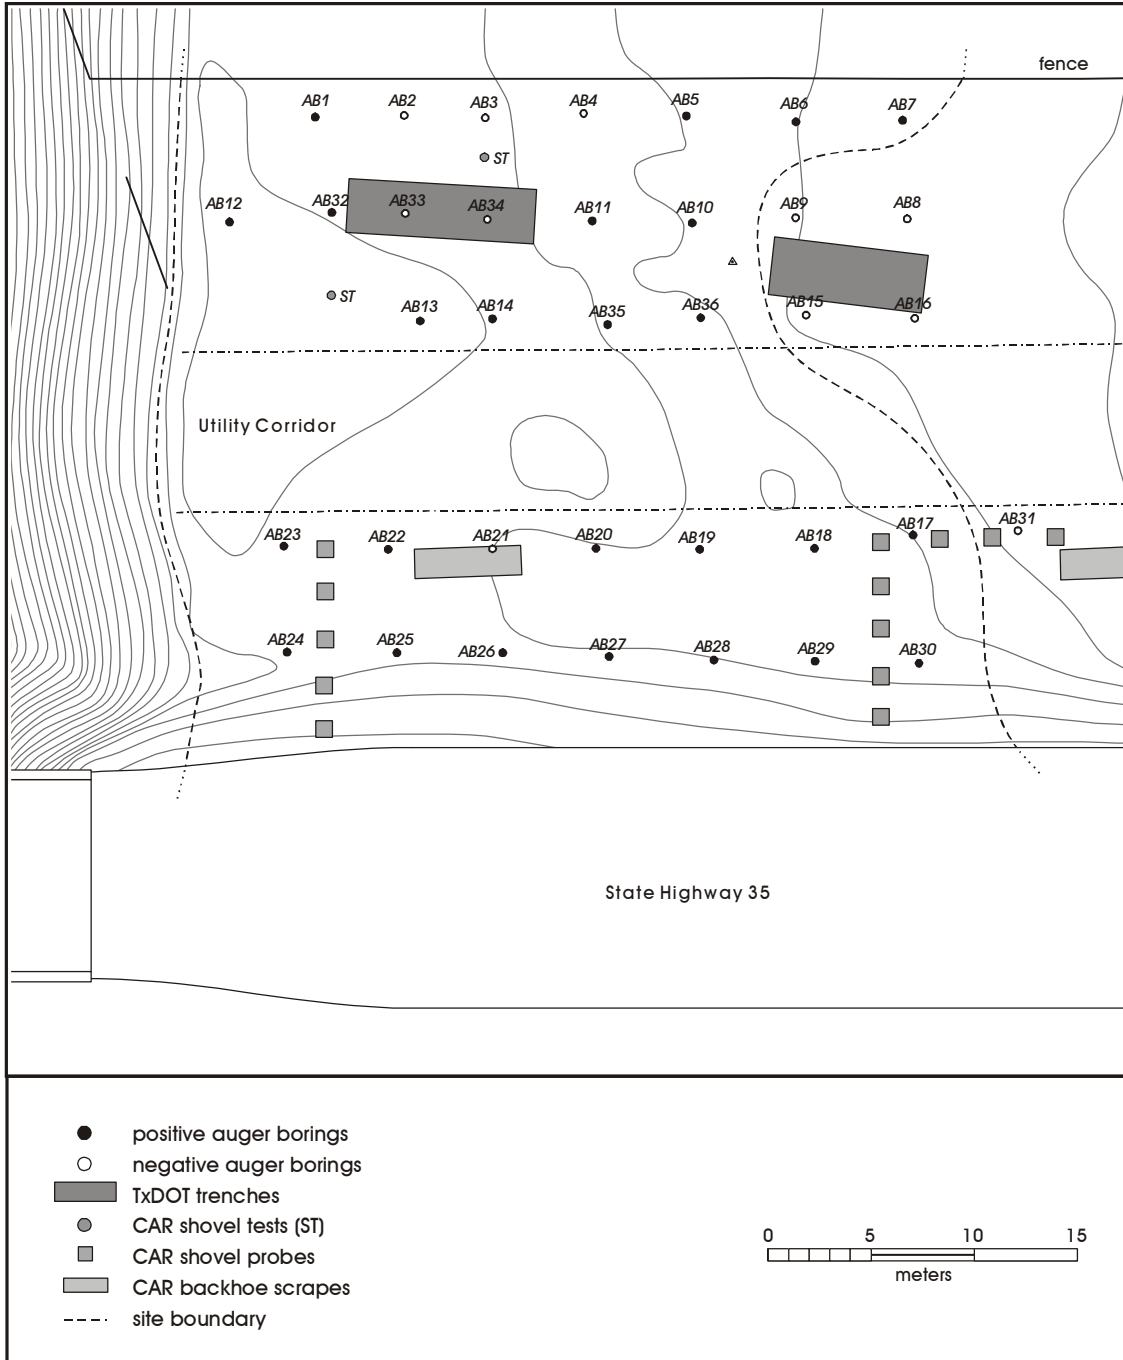 fence
AB1 AB2 AB3 AB4 AB5 AB6 AB7
ST
AB12 AB32 AB33 AB34 AB11 AB10 AB9 AB8
ST
AB13 AB14 AB35 AB36 AB15 AB16
Utility Corridor
AB23 AB22 AB21 AB20 AB19 AB18 AB17 AB31
AB24 AB25 AB26 AB27 AB28 AB29 AB30
State Highway 35
positive auger borings
negative auger borings
TxDOT trenches
CAR shovel tests (ST)
CAR shovel probes
CAR backhoe scrapes
site boundary
0 5 10 15
meters